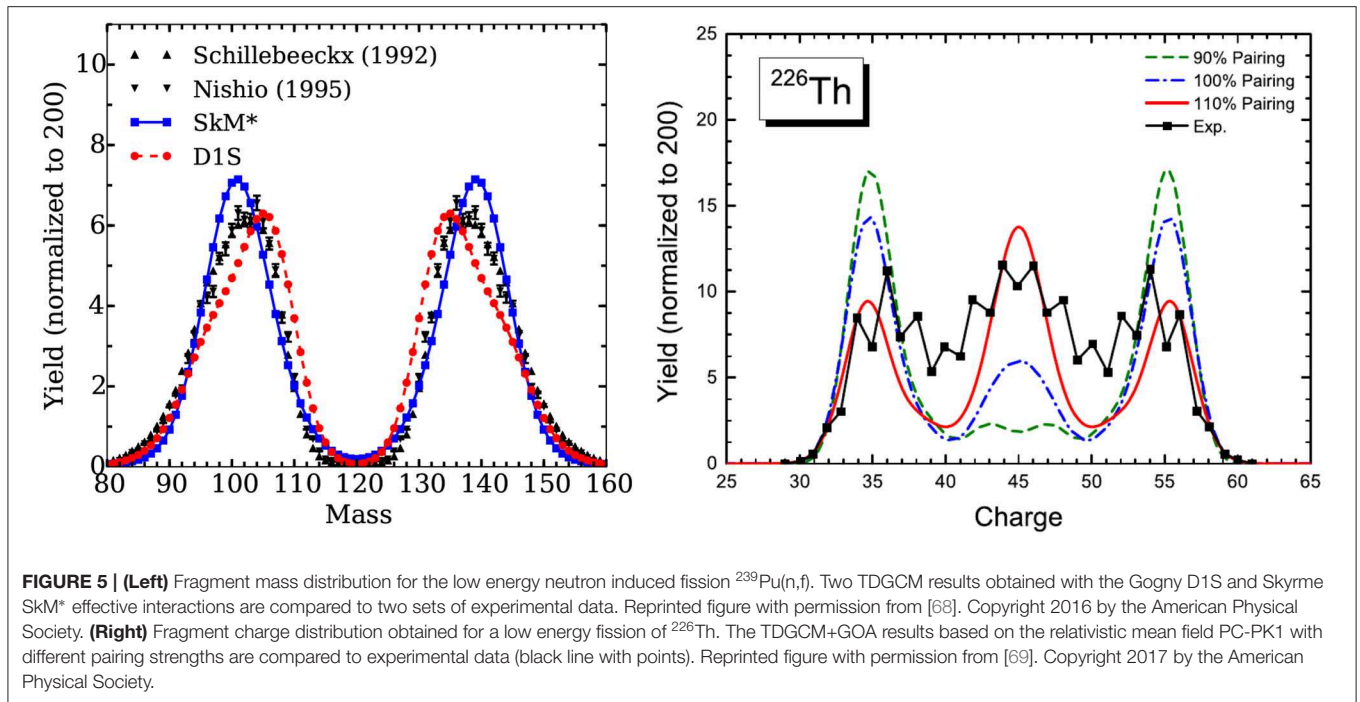 Yield (normalized to 200)
10
8
6
4
2
0
Schillebeeckx (1992)
Nishio (1995)
SkM*
D1S
80 90 100 110 120 130 140 150 160
Mass
Yield (normalized to 200)
25
20
15
10
5
0
226Th
90% Pairing
100% Pairing
110% Pairing
Exp.
25 30 35 40 45 50 55 60 65
Charge
FIGURE 5 | (Left) Fragment mass distribution for the low energy neutron induced fission 239Pu(n,f). Two TDGCM results obtained with the Gogny D1S and Skyrme
SkM* effective interactions are compared to two sets of experimental data. Reprinted figure with permission from [68]. Copyright 2016 by the American Physical
Society. (Right) Fragment charge distribution obtained for a low energy fission of 226Th. The TDGCM+GOA results based on the relativistic mean field PC-PK1 with
different pairing strengths are compared to experimental data (black line with points). Reprinted figure with permission from [69]. Copyright 2017 by the American
Physical Society.